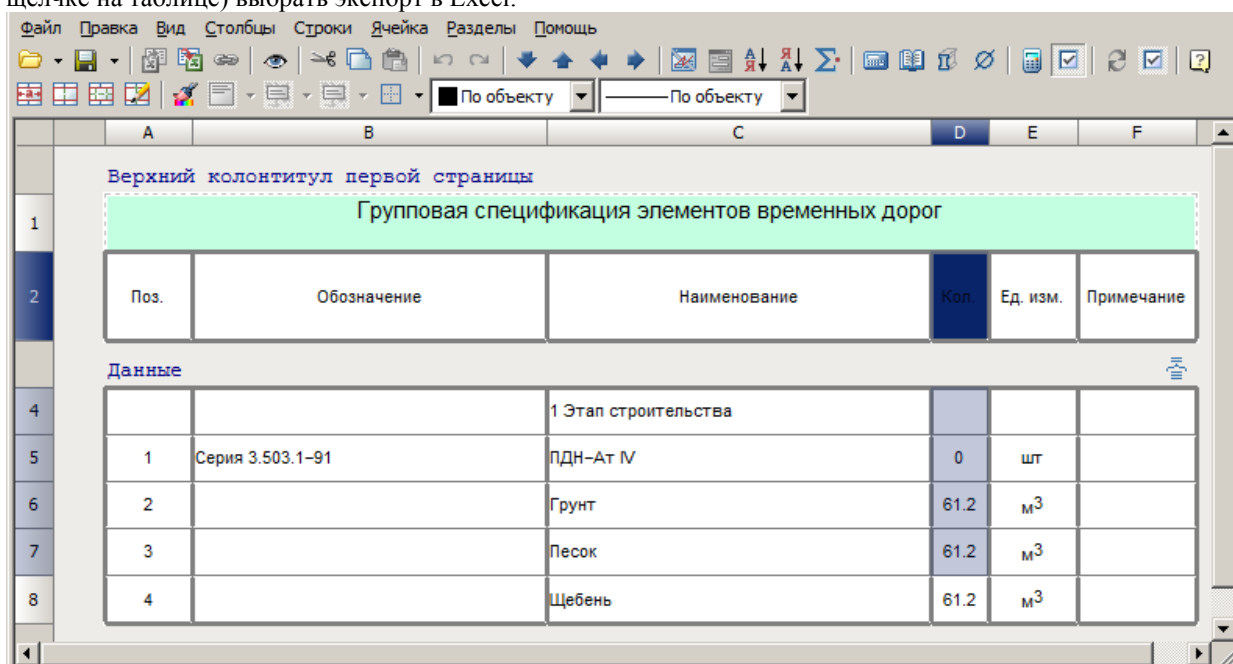 щелчке на таблице) выбрать экспорт в Excel.
Файл Правка Вид Столбцы Строки Ячейка Разделы Помощь
По объекту По объекту
A B C D E F
Верхний колонтитул первой страницы
1 Групповая спецификация элементов временных дорог
2 Поз. Обозначение Наименование Кол. Ед. изм. Примечание
Данные
4 1 Этап строительства
5 1 Серия 3.503.1-91 ПДН-Ат IV 0 шт
6 2 Грунт 61.2 м3
7 3 Песок 61.2 м3
8 4 Щебень 61.2 м3